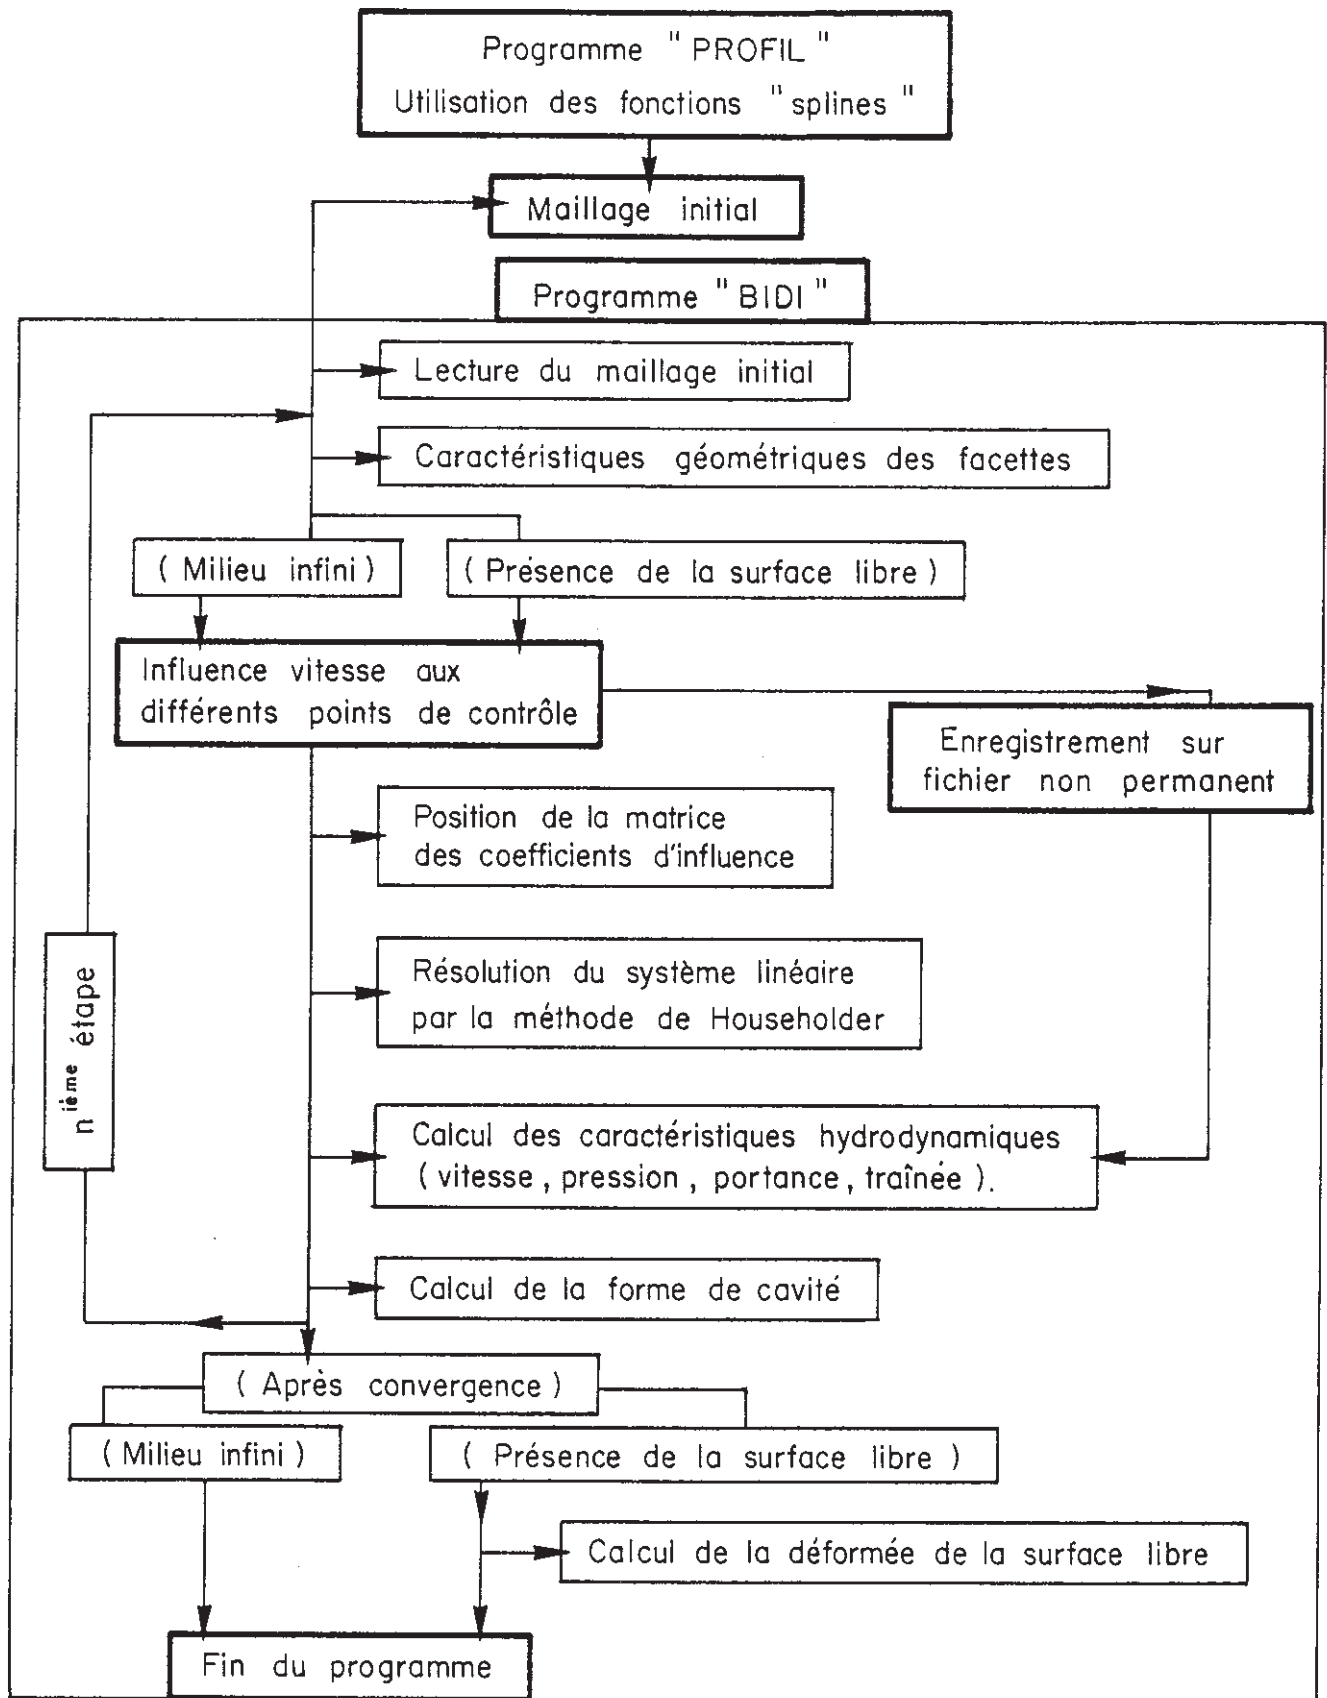 Programme "PROFIL"
Utilisation des fonctions "splines"
Maillage initial
Programme "BIDI"
Lecture du maillage initial
Caractéristiques géométriques des facettes
( Milieu infini )
( Présence de la surface libre )
Influence vitesse aux
différents points de contrôle
Enregistrement sur
fichier non permanent
Position de la matrice
des coefficients d'influence
n ième étape
Résolution du système linéaire
par la méthode de Householder
Calcul des caractéristiques hydrodynamiques
( vitesse , pression , portance , traînée ).
Calcul de la forme de cavité
( Après convergence )
( Milieu infini )
( Présence de la surface libre )
Calcul de la déformée de la surface libre
Fin du programme